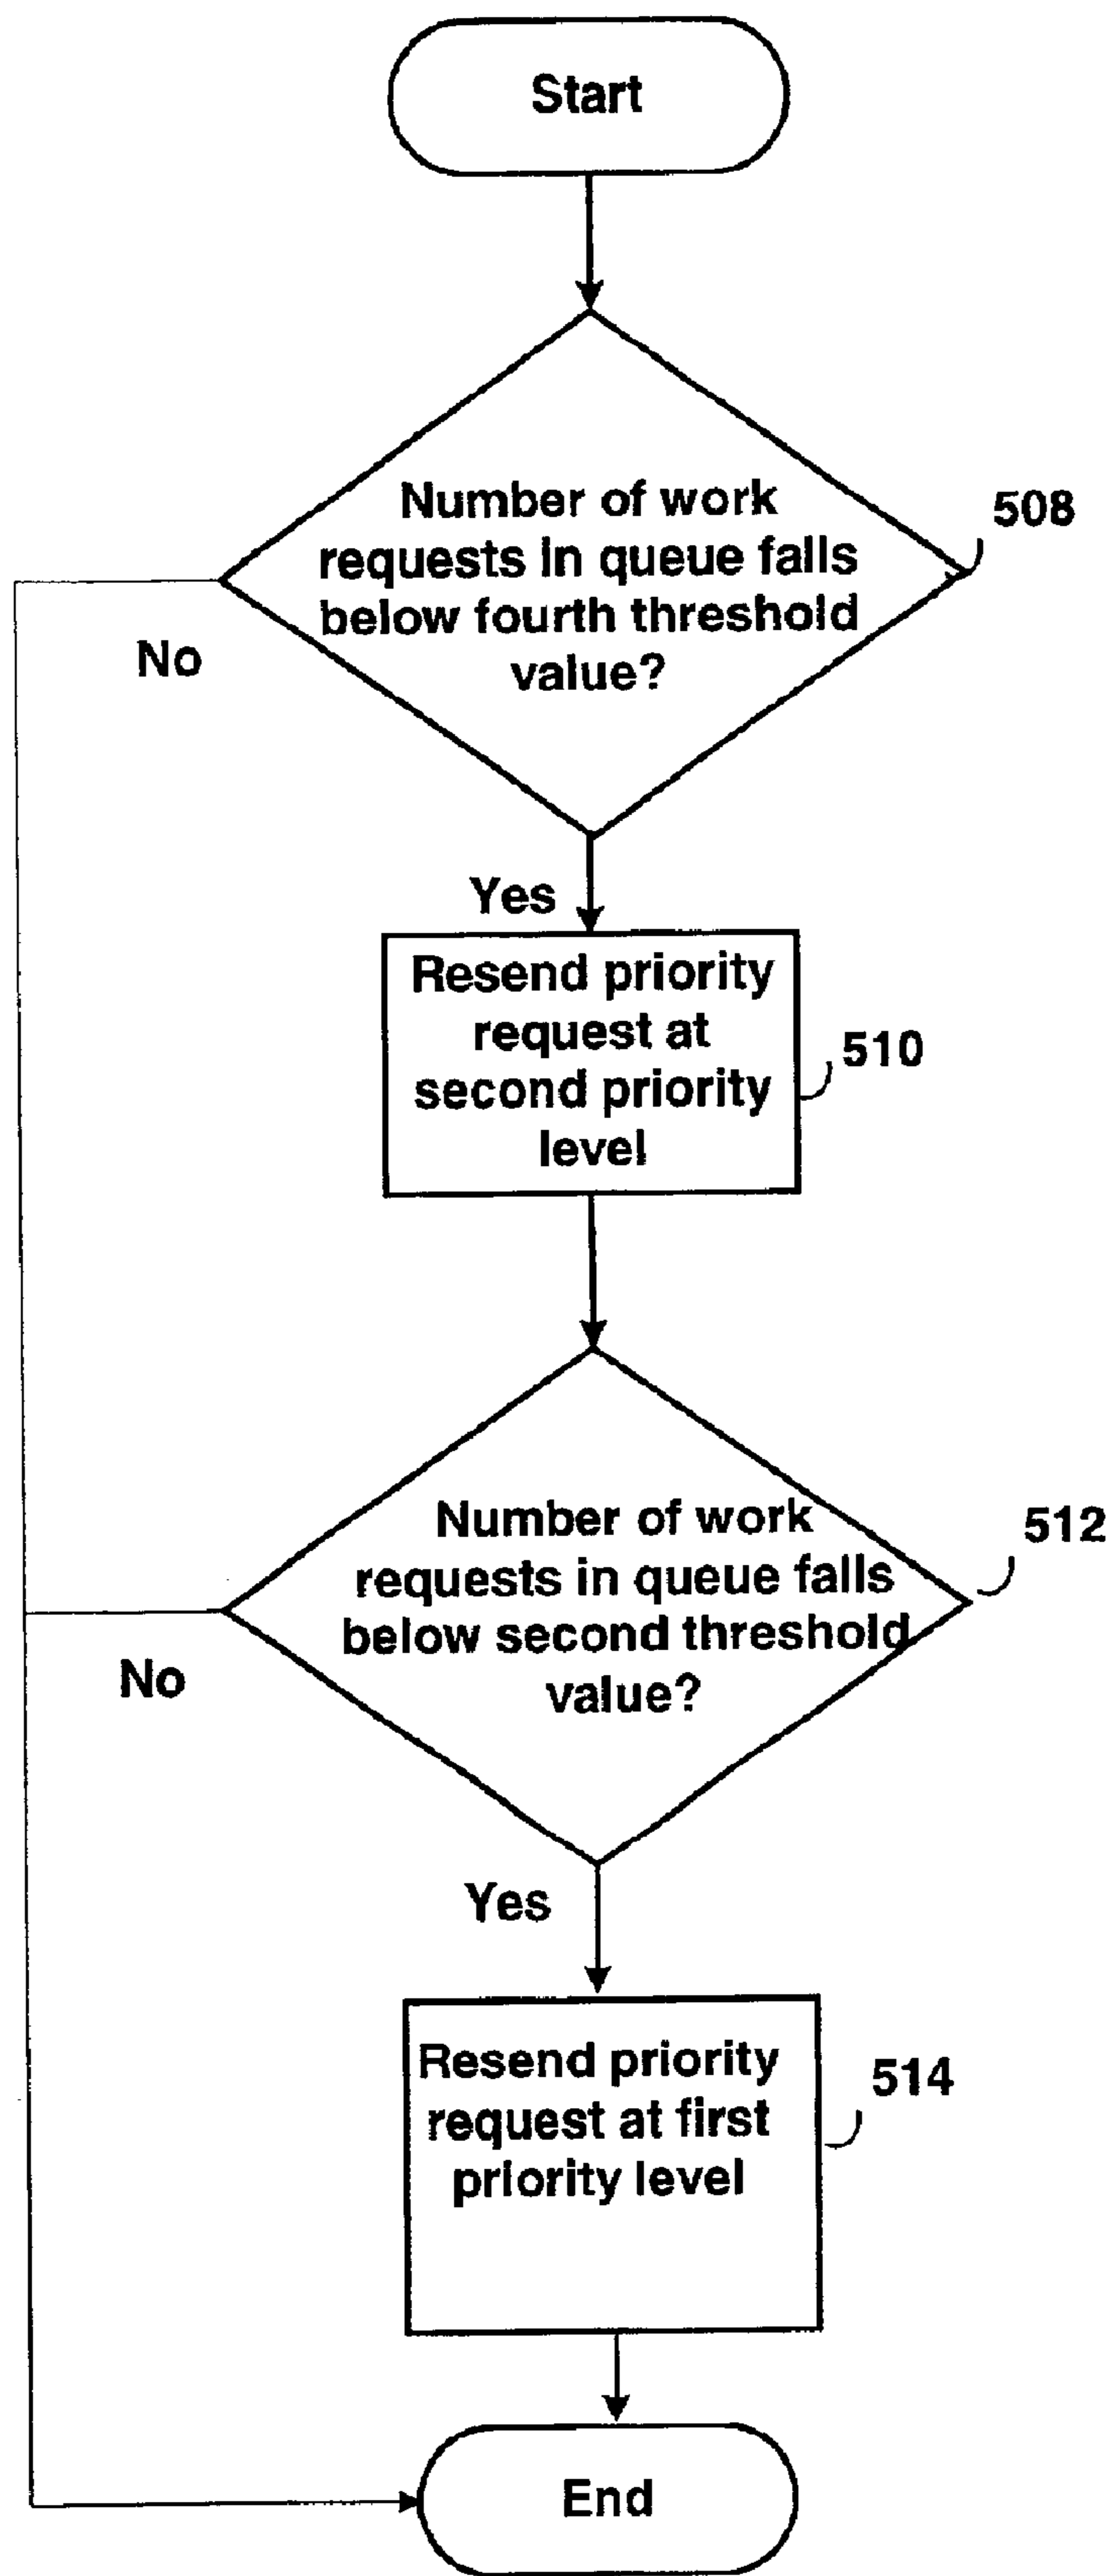 Start
Number of work
requests in queue falls
below fourth threshold
value?
508
No
Yes
Resend priority
request at
second priority
level
510
Number of work
requests in queue falls
below second threshold
value?
512
No
Yes
Resend priority
request at first
priority level
514
End